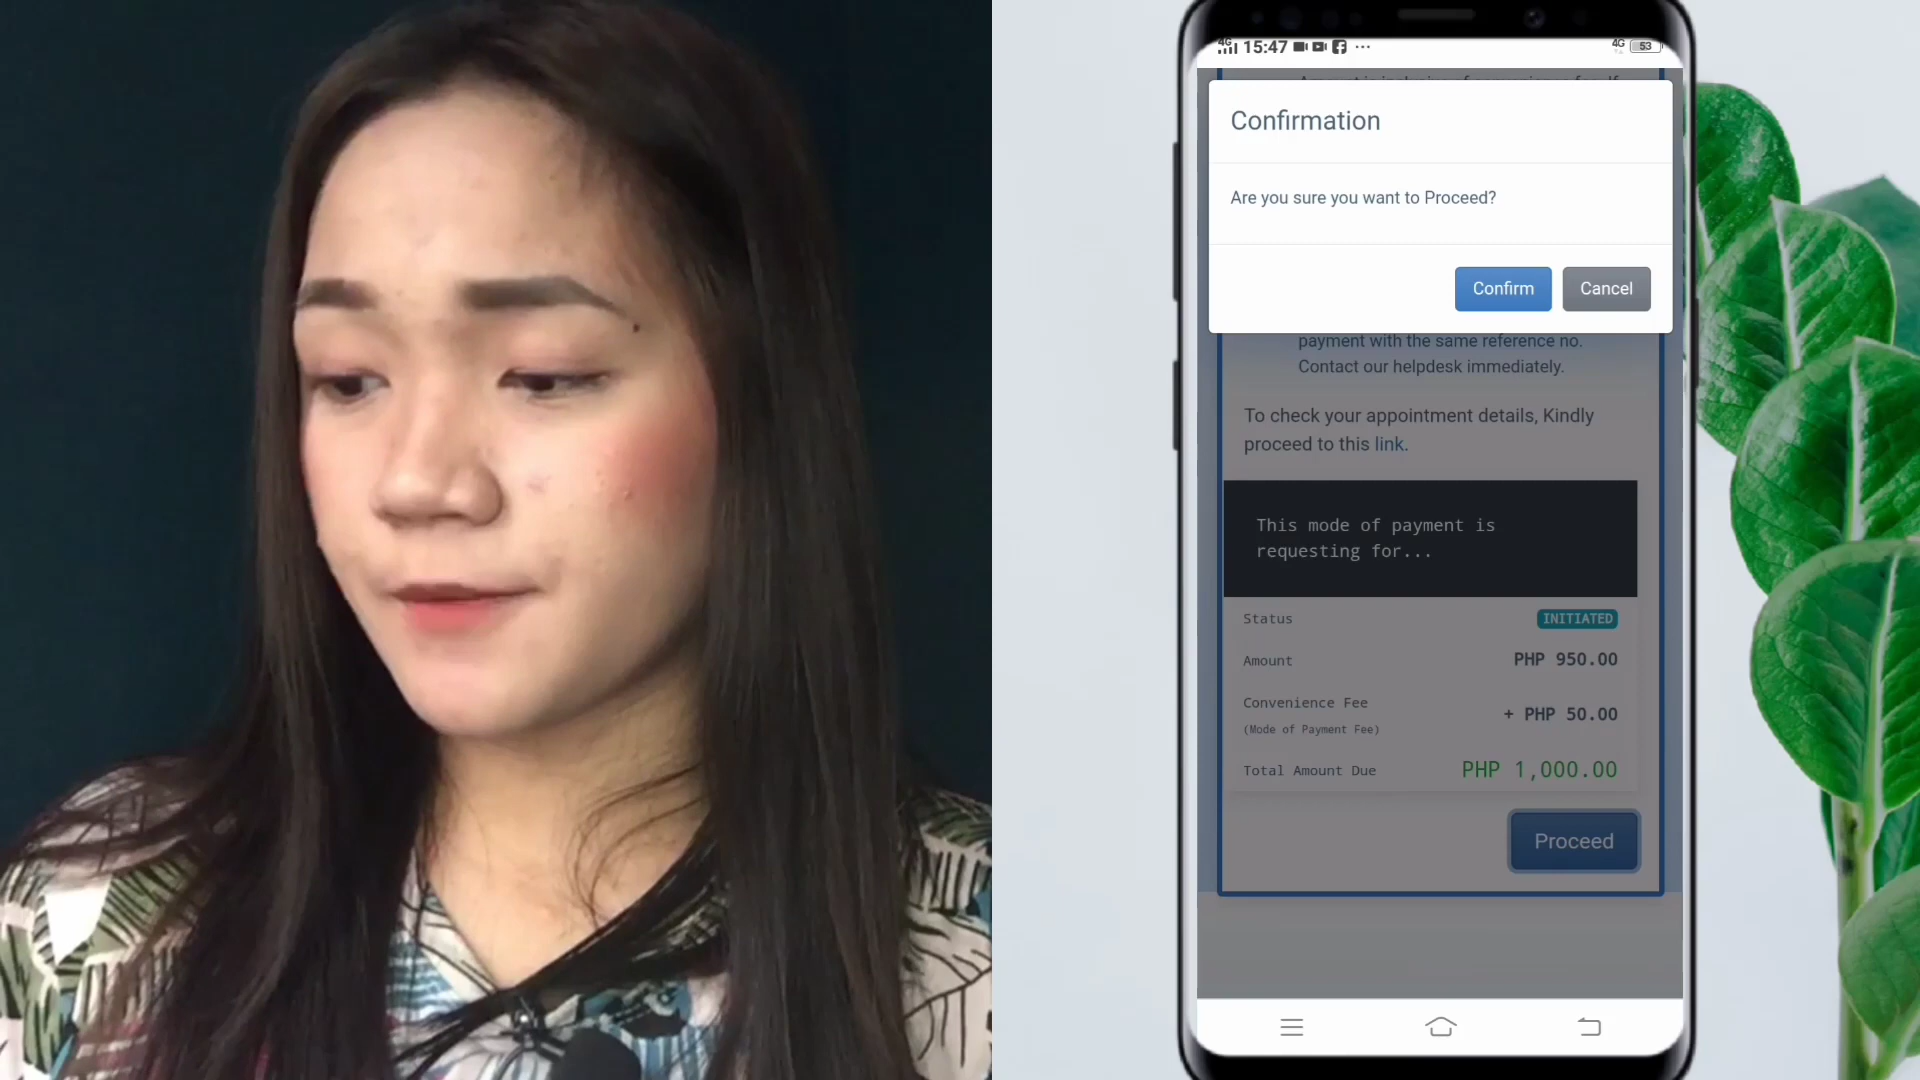 4G 15:47 ... 4G 53
Confirmation
Are you sure you want to Proceed?
Confirm Cancel
payment with the same reference no.
Contact our helpdesk immediately.
To check your appointment details, Kindly
proceed to this link.
This mode of payment is
requesting for...
Status INITIATED
Amount PHP 950.00
Convenience Fee
(Mode of Payment Fee) + PHP 50.00
Total Amount Due PHP 1,000.00
Proceed